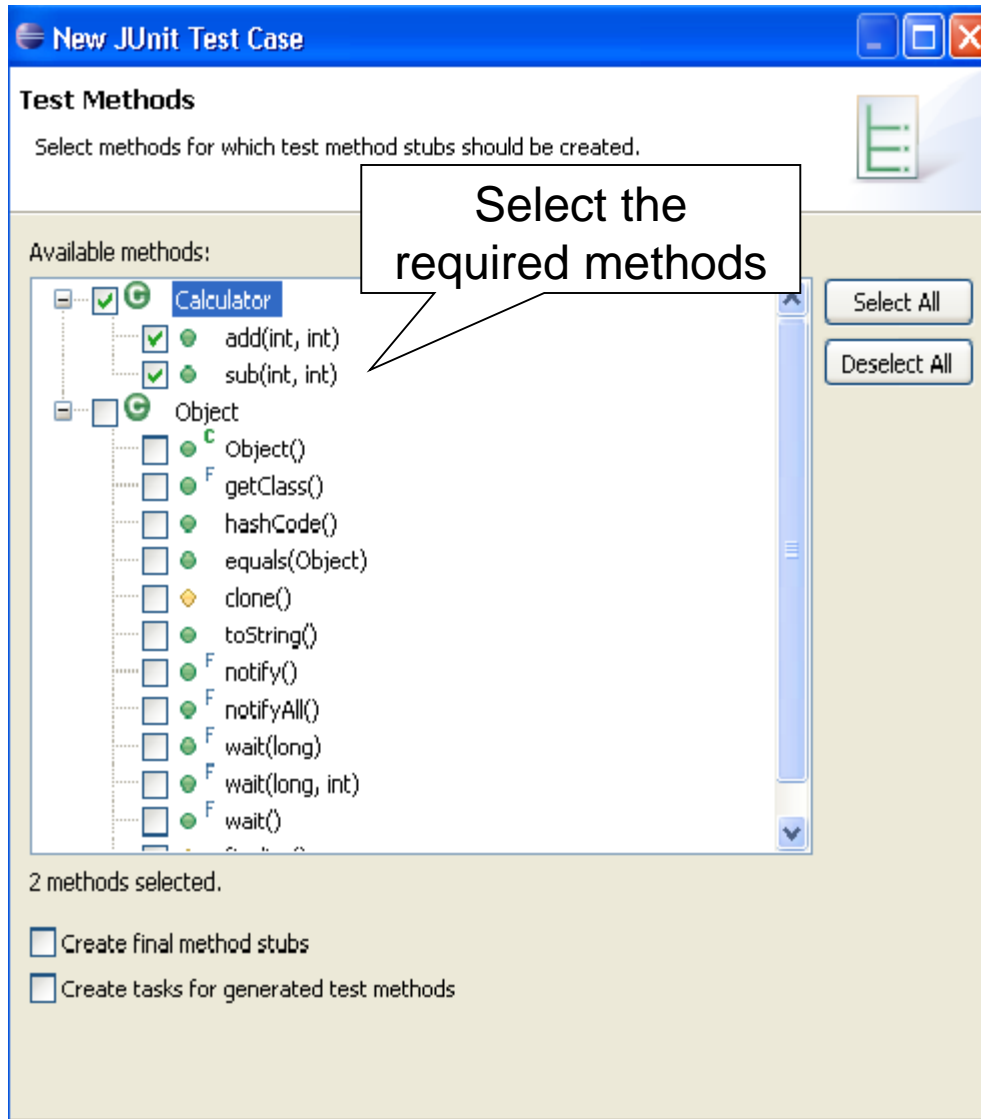 New JUnit Test Case
Test Methods
Select methods for which test method stubs should be created.
Select the
required methods
Available methods:
Calculator
add(int, int)
sub(int, int)
Object
C Object()
F getClass()
hashCode()
equals(Object)
clone()
toString()
F notify()
F notifyAll()
F wait(long)
F wait(long, int)
F wait()
Select All
Deselect All
2 methods selected.
Create final method stubs
Create tasks for generated test methods